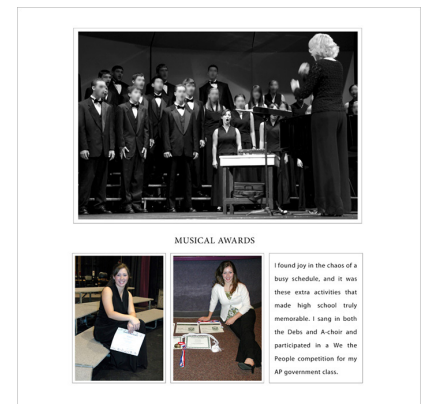 MUSICAL AWARDS
I found joy in the chaos of a
busy schedule, and it was
these extra activities that
made high school truly
memorable. I sang in both
the Debs and A-choir and
participated in a We the
People competition for my
AP government class.